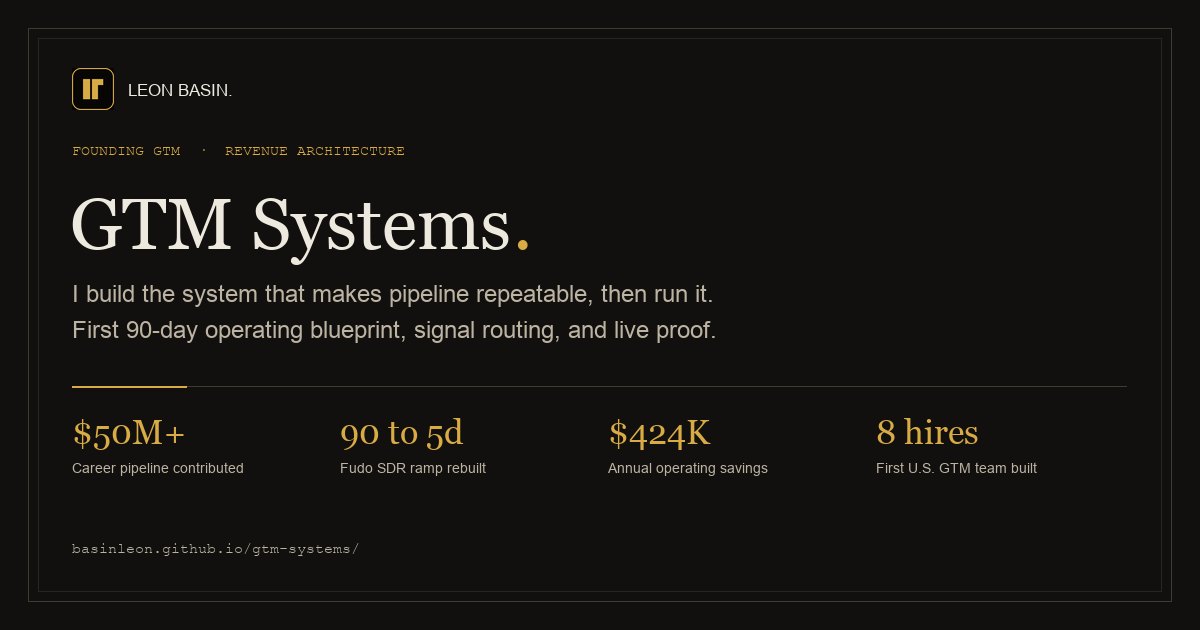 LEON BASIN.
FOUNDING GTM · REVENUE ARCHITECTURE
GTM Systems.
I build the system that makes pipeline repeatable, then run it.
First 90-day operating blueprint, signal routing, and live proof.
$50M+
Career pipeline contributed
90 to 5d
Fudo SDR ramp rebuilt
$424K
Annual operating savings
8 hires
First U.S. GTM team built
basinleon.github.io/gtm-systems/